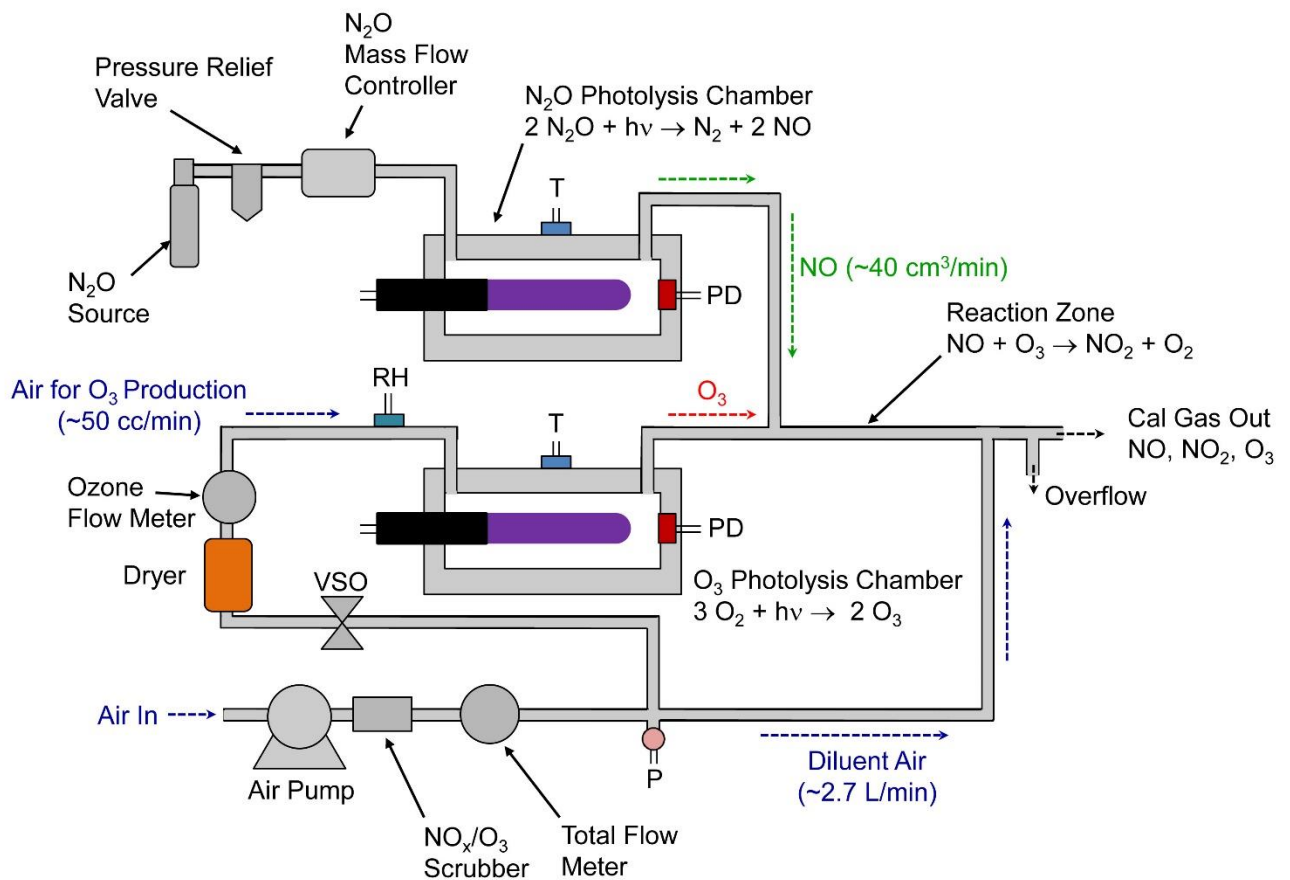 N₂O
Mass Flow
Controller
Pressure Relief
Valve
N₂O Photolysis Chamber
2 N₂O + hν → N₂ + 2 NO
T
NO (~40 cm³/min)
PD
N₂O
Source
Reaction Zone
NO + O₃ → NO₂ + O₂
Air for O₃ Production
(~50 cc/min)
RH
O₃
T
Cal Gas Out
NO, NO₂, O₃
Overflow
Ozone
Flow Meter
PD
Dryer
VSO
O₃ Photolysis Chamber
3 O₂ + hν → 2 O₃
Air In
Air Pump
P
Diluent Air
(~2.7 L/min)
NOₓ/O₃
Scrubber
Total Flow
Meter